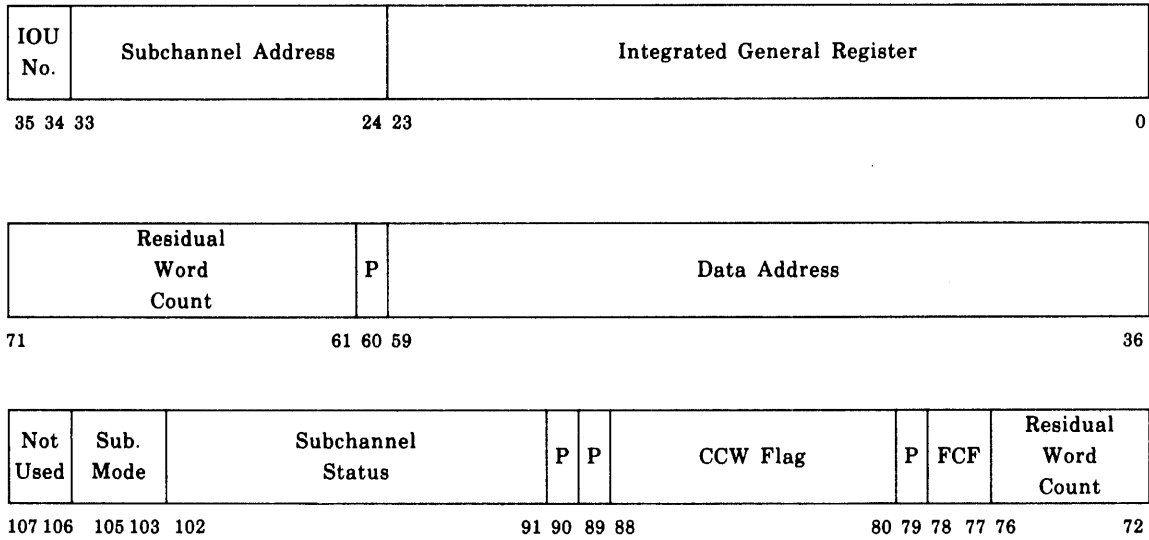 IOU No. Subchannel Address Integrated General Register
35 34 33 24 23 0
Residual Word Count P Data Address
71 61 60 59 36
Not Used Sub. Mode Subchannel Status P P CCW Flag P FCF Residual Word Count
107 106 105 103 102 91 90 89 88 80 79 78 77 76 72